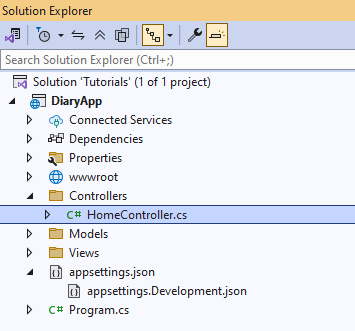 Solution Explorer
Search Solution Explorer (Ctrl+;)
Solution 'Tutorials' (1 of 1 project)
DiaryApp
Connected Services
Dependencies
Properties
wwwroot
Controllers
C# HomeController.cs
Models
Views
appsettings.json
appsettings.Development.json
C# Program.cs